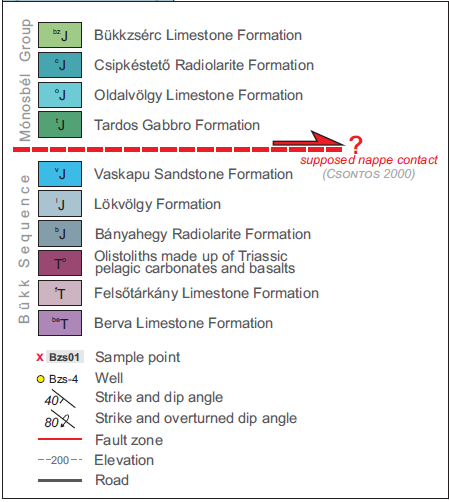 Mónosbél Group
bz J Bükkzsérc Limestone Formation
c J Csipkéstető Radiolarite Formation
o J Oldalvölgy Limestone Formation
t J Tardos Gabbro Formation
?
supposed nappe contact
(CSONTOS 2000)
Bükk Sequence
v J Vaskapu Sandstone Formation
l J Lökvölgy Formation
b J Bányahegy Radiolarite Formation
T o Olistoliths made up of Triassic
pelagic carbonates and basalts
f T Felsőtárkány Limestone Formation
be T Berva Limestone Formation
x Bzs01 Sample point
Bzs-4 Well
40 Strike and dip angle
80 Strike and overturned dip angle
Fault zone
200 Elevation
Road